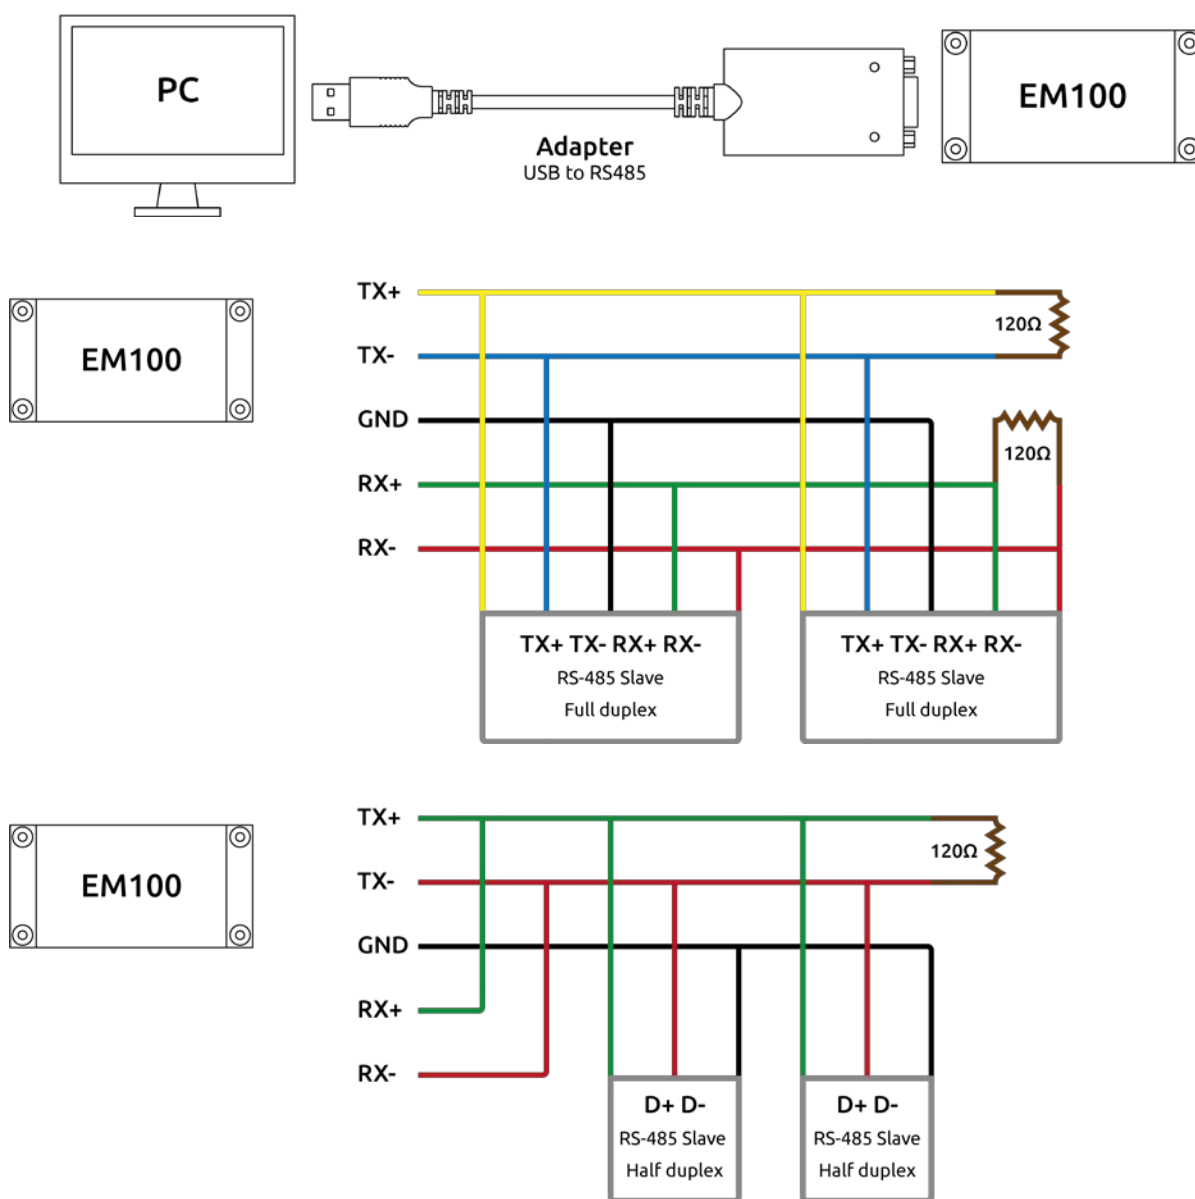 PC
Adapter
USB to RS485
EM100
EM100
TX+
120Ω
TX-
GND
120Ω
RX+
RX-
TX+ TX- RX+ RX-
RS-485 Slave
Full duplex
TX+ TX- RX+ RX-
RS-485 Slave
Full duplex
EM100
TX+
120Ω
TX-
GND
RX+
RX-
D+ D-
RS-485 Slave
Half duplex
D+ D-
RS-485 Slave
Half duplex